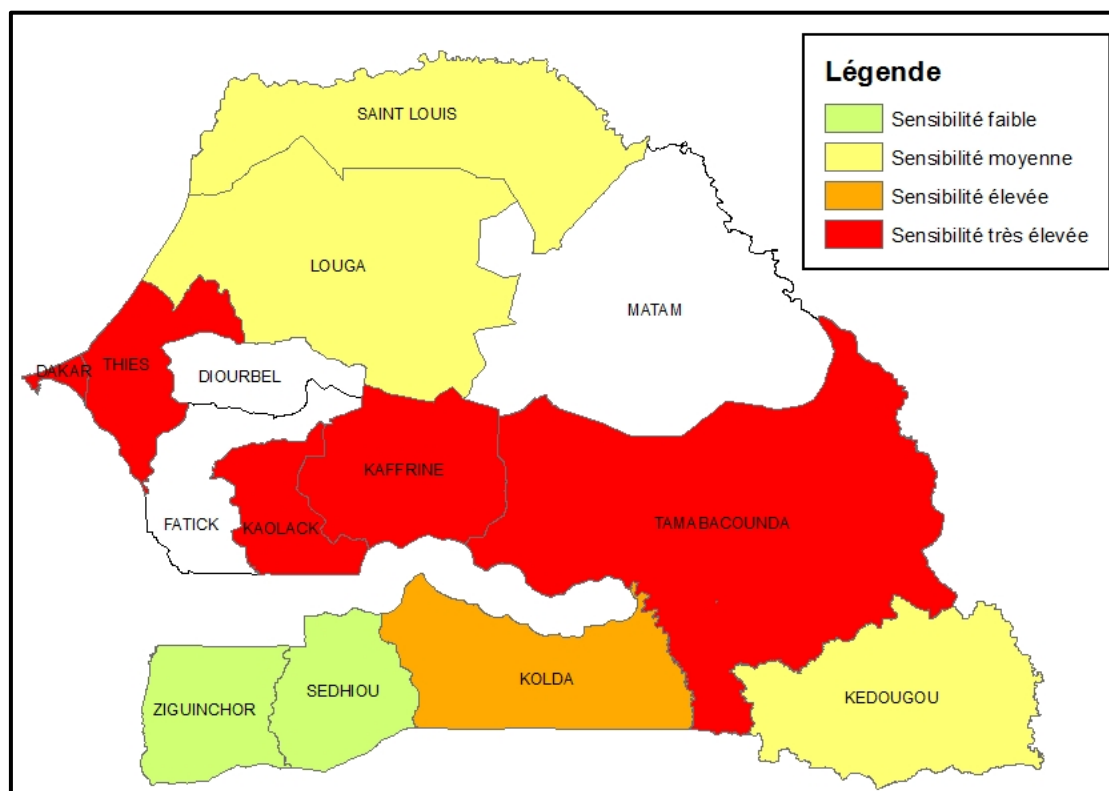 Légende
Sensibilité faible
Sensibilité moyenne
Sensibilité élevée
Sensibilité très élevée
SAINT LOUIS
LOUGA
MATAM
DAKAR
THIES
DIOURBEL
KAFFRINE
FATICK
KAOLACK
TAMABACOUNDA
ZIGUINCHOR
SEDHIOU
KOLDA
KEDOUGOU